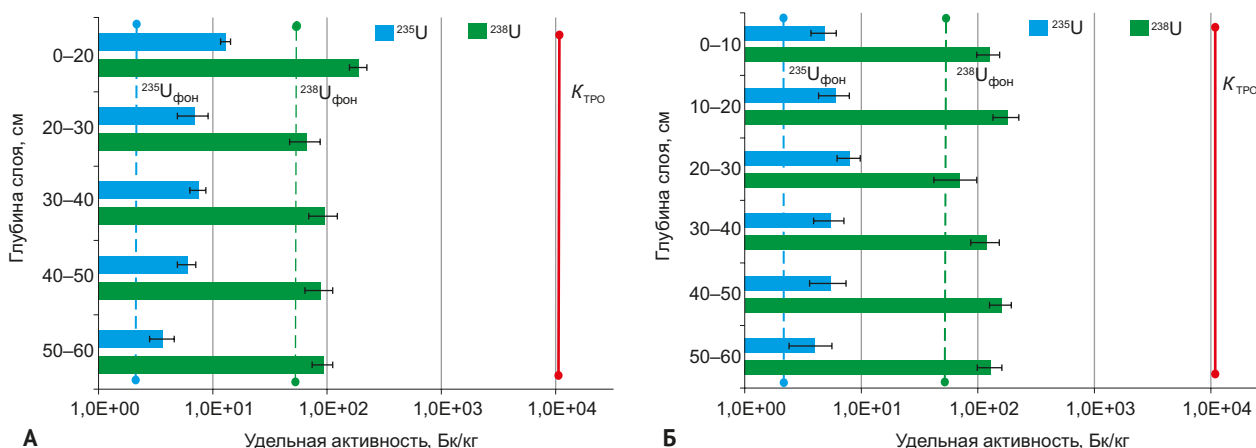 ²³⁵U ²³⁸U
0–20
²³⁵Uфон ²³⁸Uфон
KТРО
20–30
30–40
40–50
50–60
Глубина слоя, см
1,0E+00 1,0E+01 1,0E+02 1,0E+03 1,0E+04
Удельная активность, Бк/кг
А
²³⁵U ²³⁸U
0–10
²³⁵Uфон ²³⁸Uфон
KТРО
10–20
20–30
30–40
40–50
50–60
Глубина слоя, см
1,0E+00 1,0E+01 1,0E+02 1,0E+03 1,0E+04
Удельная активность, Бк/кг
Б